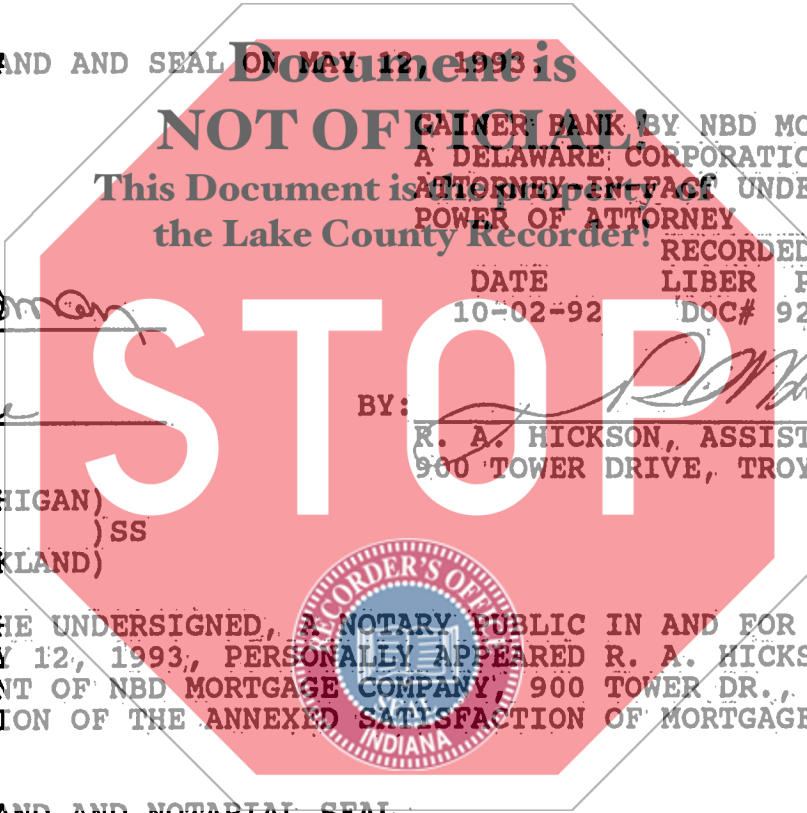 AND AND SEAL ON MAY 12, 1993.
Document is
NOT OFFICIAL!
This Document is the property of
the Lake County Recorder!
GAINER BANK BY NBD MO
A DELAWARE CORPORATIO
ATTORNEY-IN-FACT UNDE
POWER OF ATTORNEY
RECORDED
DATE LIBER P
10-02-92 DOC# 92
STOP
BY:
R. A. HICKSON, ASSIST
900 TOWER DRIVE, TROY
HIGAN)
)SS
KLAND)
RECORDER'S OFFICE
SEAL
INDIANA
HE UNDERSIGNED, A NOTARY PUBLIC IN AND FOR
Y 12, 1993, PERSONALLY APPEARED R. A. HICKS
NT OF NBD MORTGAGE COMPANY, 900 TOWER DR.,
ION OF THE ANNEXED SATISFACTION OF MORTGAGE
AND AND NOTARIAL SEAL